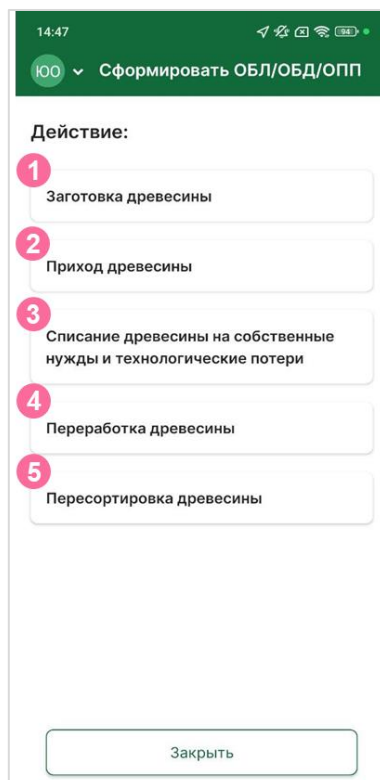 14:47
94
ЮО Сформировать ОБЛ/ОБД/ОПП
Действие:
1
Заготовка древесины
2
Приход древесины
3
Списание древесины на собственные
нужды и технологические потери
4
Переработка древесины
5
Пересортировка древесины
Закрыть